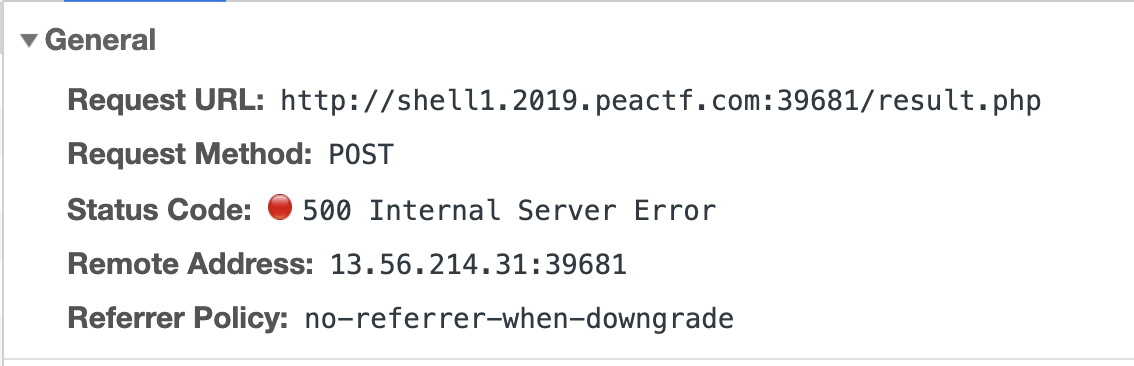 General
Request URL: http://shell1.2019.peactf.com:39681/result.php
Request Method: POST
Status Code: 500 Internal Server Error
Remote Address: 13.56.214.31:39681
Referrer Policy: no-referrer-when-downgrade